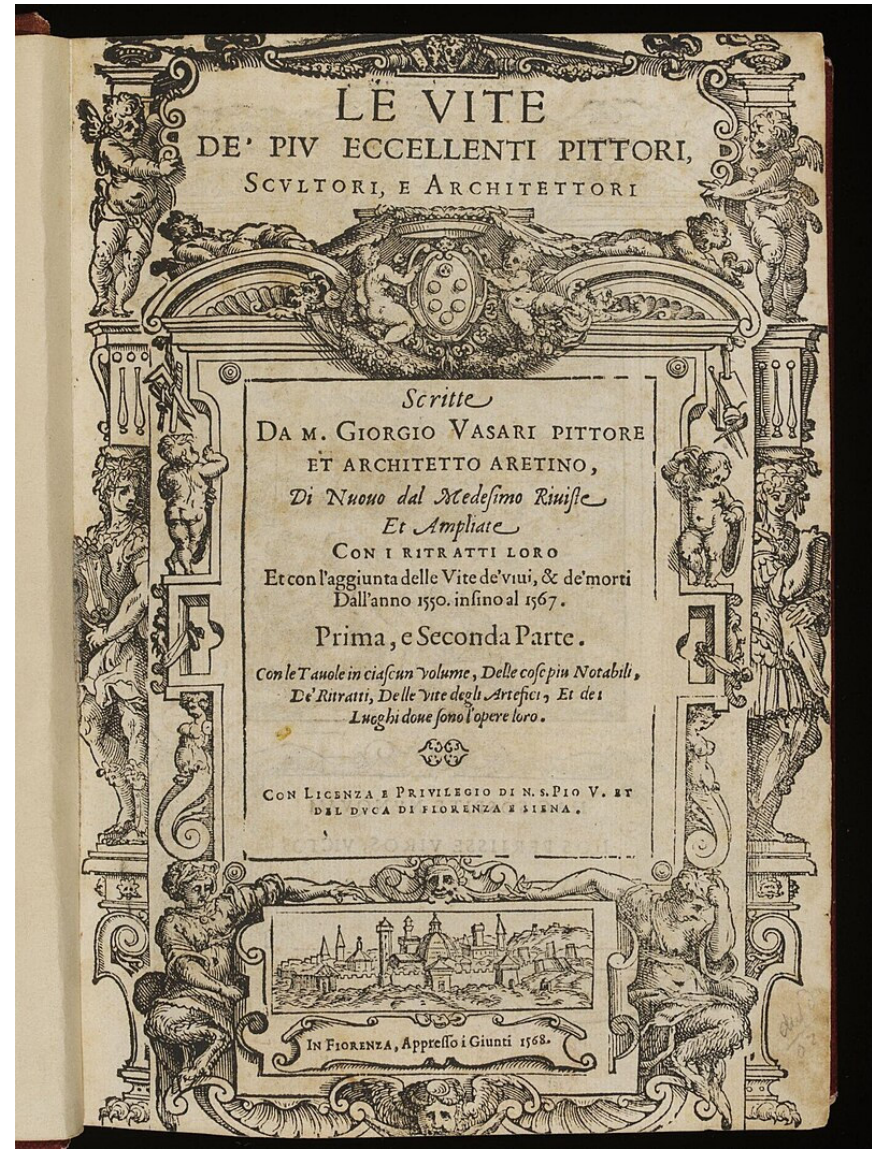 LE VITE
DE' PIV ECCELLENTI PITTORI,
SCVLTORI, E ARCHITETTORI
Scritte
DA M. GIORGIO VASARI PITTORE
ET ARCHITETTO ARETINO,
Di Nuouo dal Medeſimo Riuiſte
Et Ampliate
CON I RITRATTI LORO
Et con l'aggiunta delle Vite de'viui, & de'morti
Dall'anno 1550. inſino al 1567.
Prima, e Seconda Parte.
Con le Tauole in ciaſcun volume, Delle coſe piu Notabili,
De' Ritratti, Delle vite degli Artefici, Et dei
Luoghi doue ſono l'opere loro.
CON LICENZA E PRIVILEGIO DI N. S. PIO V. ET
DEL DVCA DI FIORENZA E SIENA.
IN FIORENZA, Appreſſo i Giunti 1568.